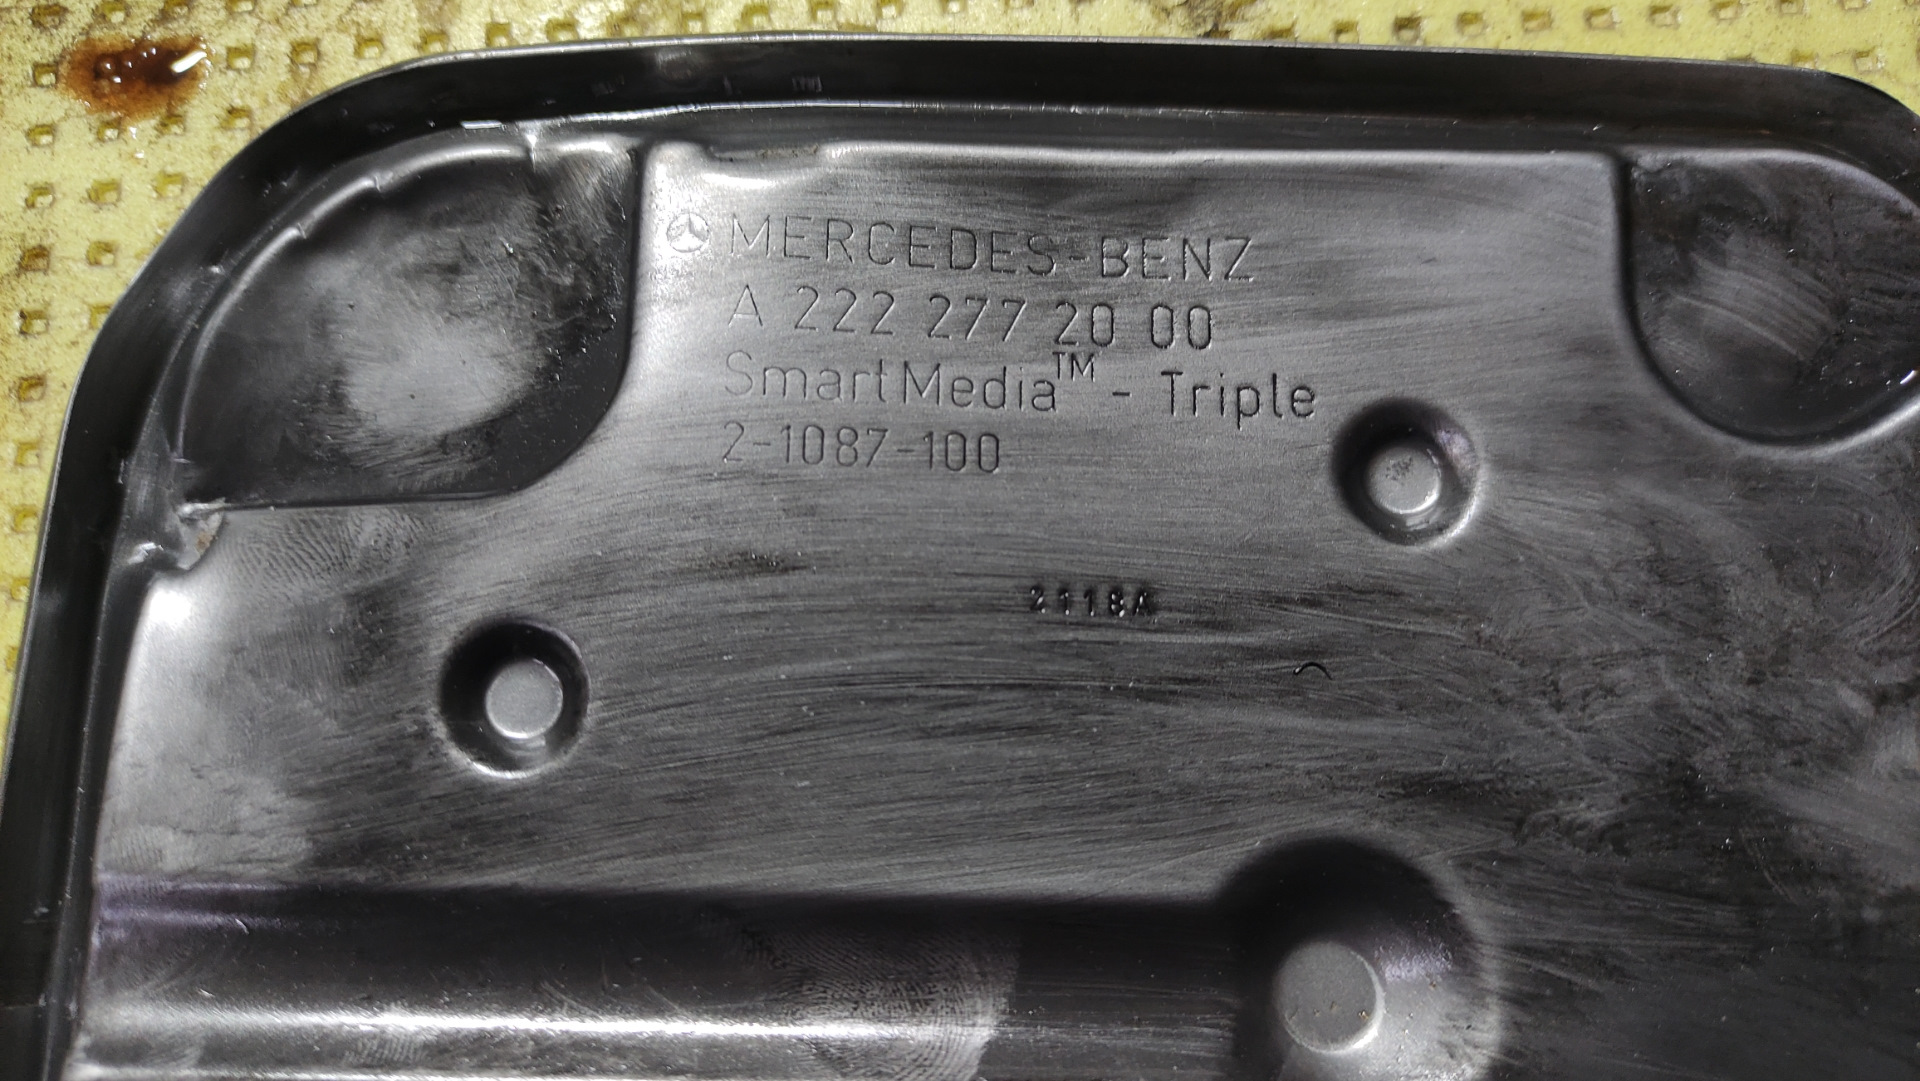 MERCEDES-BENZ
A 222 277 20 00
SmartMedia™ - Triple
2-1087-100
2118A